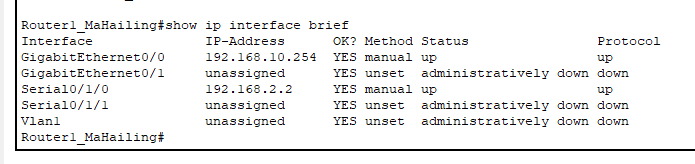 Router1_MaHailing#show ip interface brief
Interface IP-Address OK? Method Status Protocol
GigabitEthernet0/0 192.168.10.254 YES manual up up
GigabitEthernet0/1 unassigned YES unset administratively down down
Serial0/1/0 192.168.2.2 YES manual up up
Serial0/1/1 unassigned YES unset administratively down down
Vlan1 unassigned YES unset administratively down down
Router1_MaHailing#